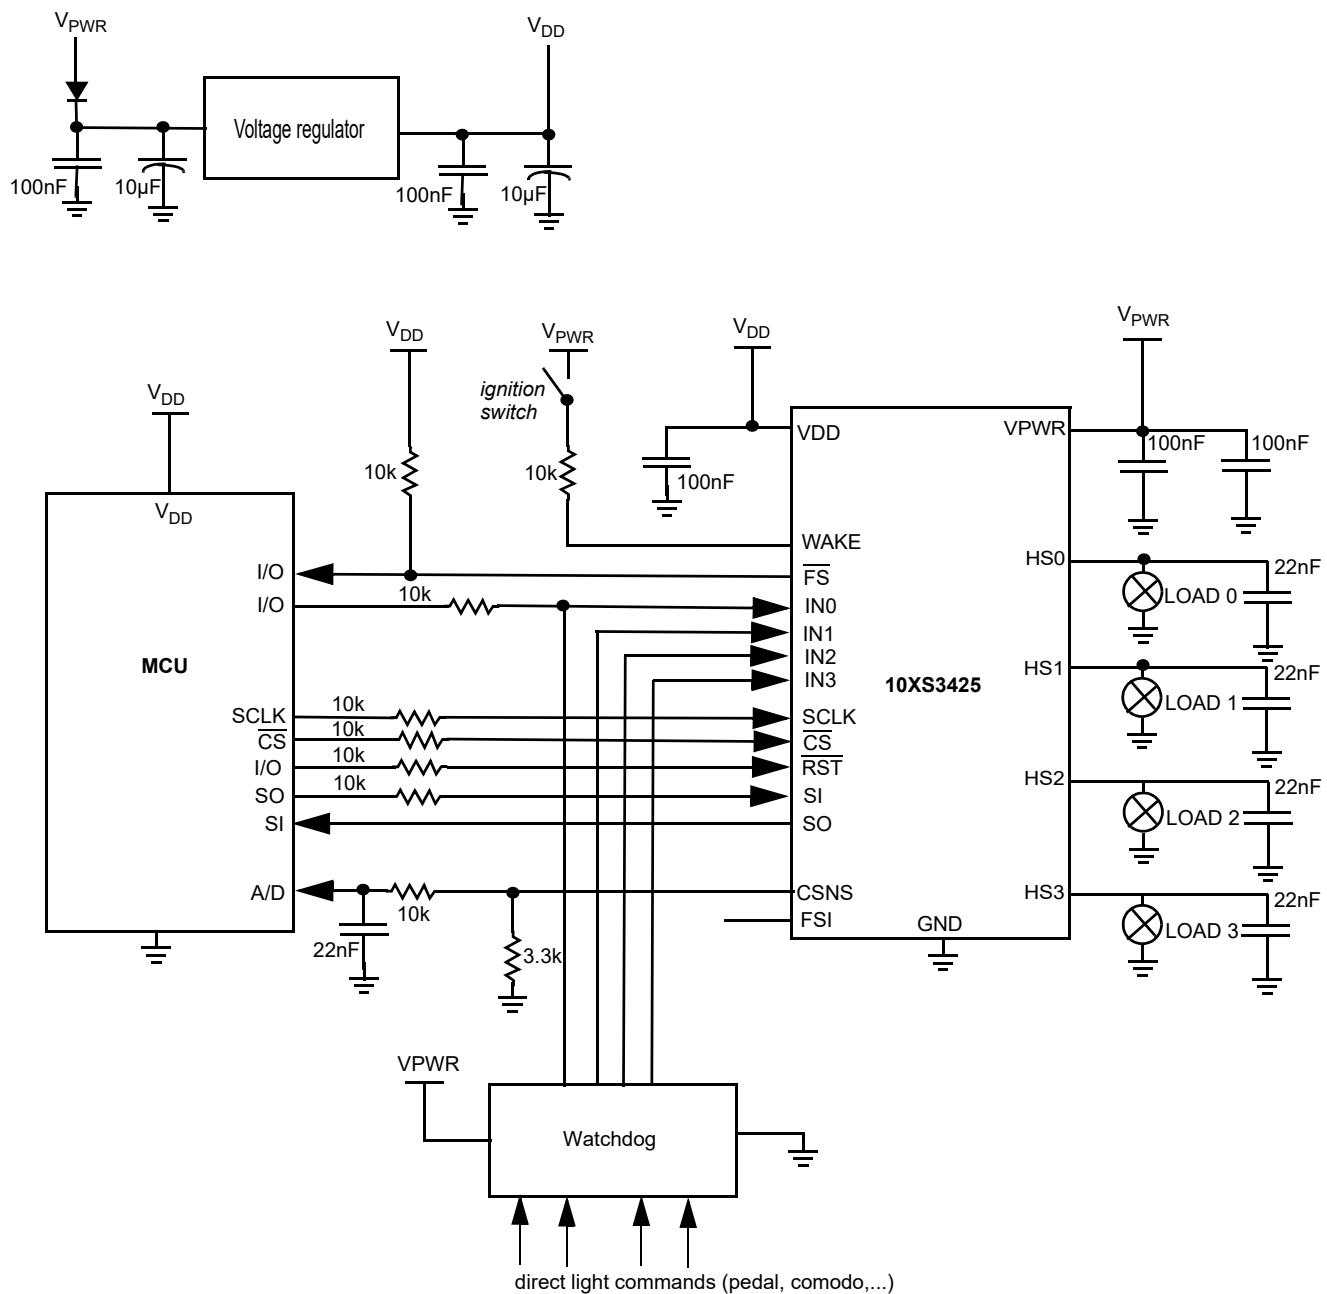 VPWR
VDD
Voltage regulator
100nF
10µF
100nF
10µF
VDD
VPWR
VDD
VPWR
ignition
switch
VDD
VDD
10k
10k
100nF
VDD
VPWR
100nF
100nF
WAKE
I/O
10k
FS
HS0
22nF
I/O
IN0
LOAD 0
IN1
MCU
IN2
10XS3425
HS1
22nF
IN3
LOAD 1
SCLK
10k
SCLK
CS
10k
CS
I/O
10k
RST
HS2
22nF
SO
10k
SI
LOAD 2
SI
SO
A/D
10k
CSNS
HS3
22nF
FSI
GND
LOAD 3
22nF
3.3k
VPWR
Watchdog
direct light commands (pedal, comodo,...)